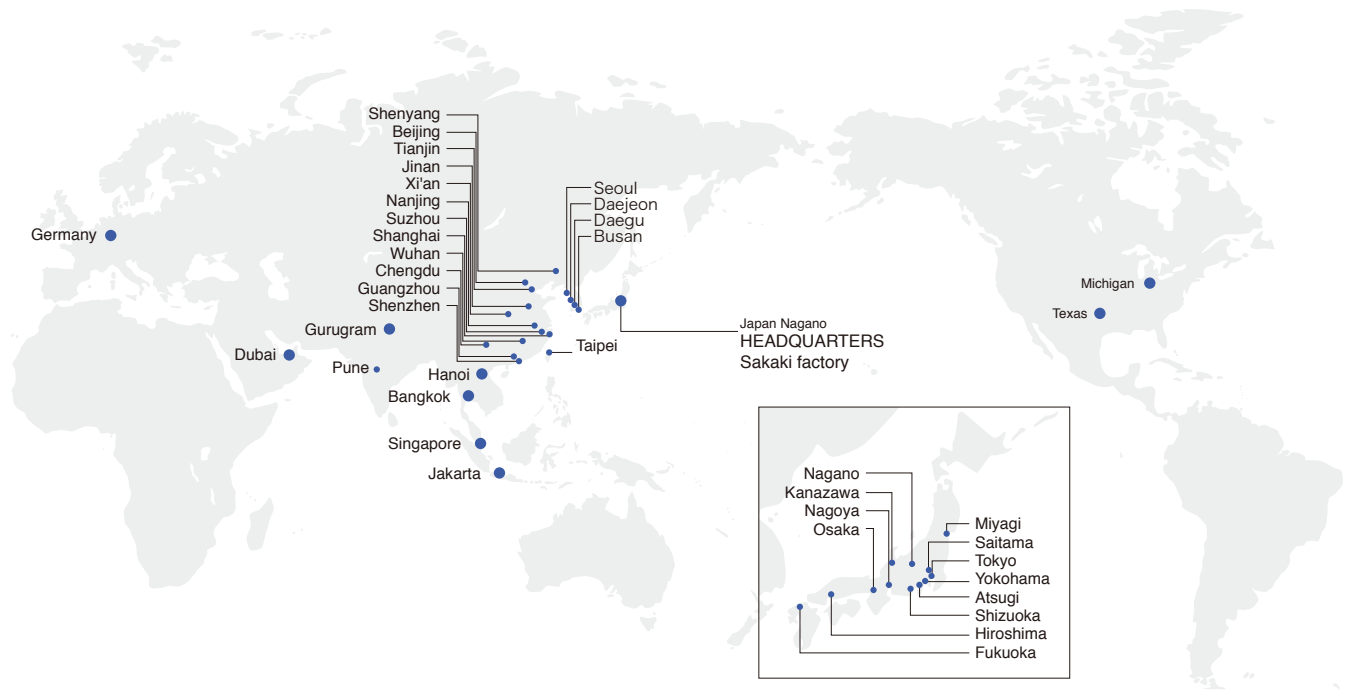 Shenyang
Beijing
Tianjin
Jinan
Xi'an
Nanjing
Suzhou
Shanghai
Wuhan
Chengdu
Guangzhou
Shenzhen
Seoul
Daejeon
Daegu
Busan
Germany
Michigan
Texas
Gurugram
Dubai
Pune
Taipei
Japan Nagano
HEADQUARTERS
Sakaki factory
Hanoi
Bangkok
Singapore
Jakarta
Nagano
Kanazawa
Nagoya
Osaka
Miyagi
Saitama
Tokyo
Yokohama
Atsugi
Shizuoka
Hiroshima
Fukuoka